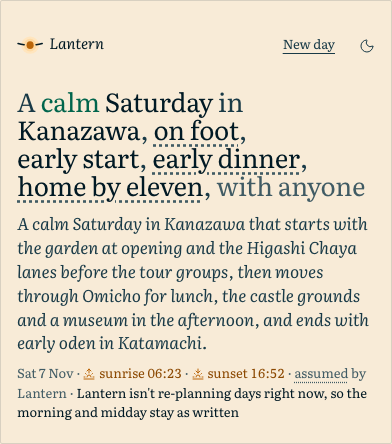 Lantern
New day
A calm Saturday in
Kanazawa, on foot,
early start, early dinner,
home by eleven, with anyone
A calm Saturday in Kanazawa that starts with
the garden at opening and the Higashi Chaya
lanes before the tour groups, then moves
through Omicho for lunch, the castle grounds
and a museum in the afternoon, and ends with
early oden in Katamachi.
Sat 7 Nov · sunrise 06:23 · sunset 16:52 · assumed by
Lantern · Lantern isn't re-planning days right now, so the
morning and midday stay as written